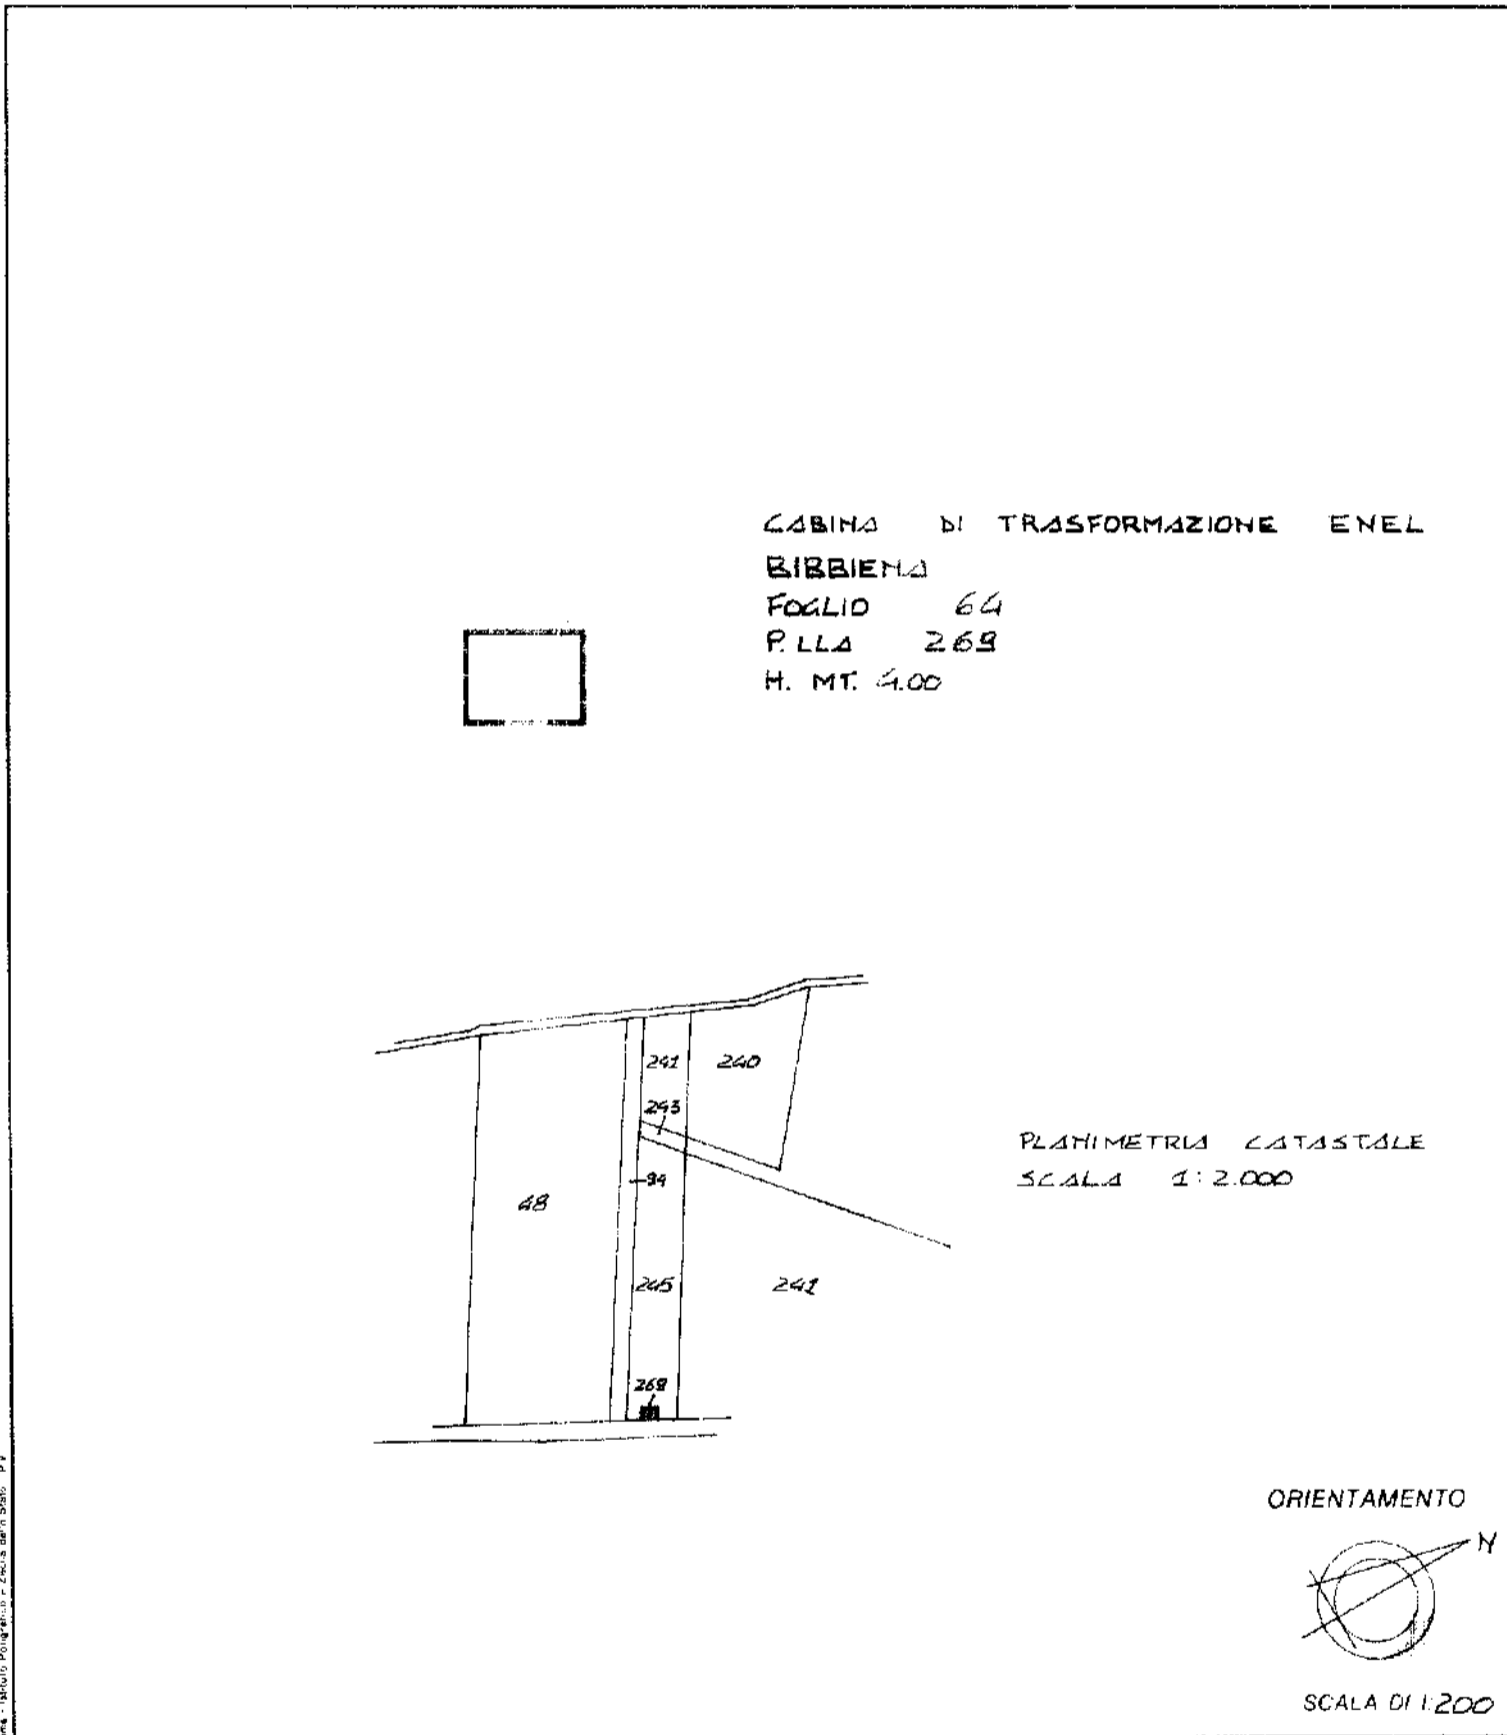 CABINA DI TRASFORMAZIONE ENEL
BIBBIENA
FOGLIO 64
P.LLA 269
H. MT. 4.00
241 240
243
94
48
245 241
269
PLANIMETRIA CATASTALE
SCALA 1:2.000
ORIENTAMENTO
N
SCALA DI 1:200